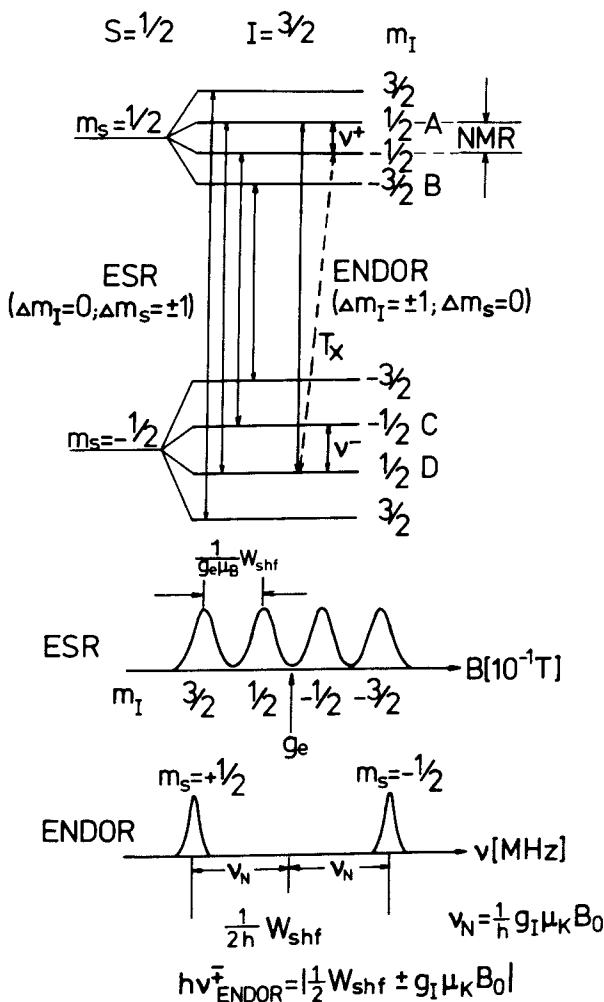 S=1/2 I=3/2 m_I
3/2
m_s=1/2 1/2 A
ν⁺ NMR
-1/2
-3/2 B
ESR ENDOR
(Δm_I=0; Δm_s=±1) (Δm_I=±1; Δm_s=0)
T_x
-3/2
m_s=-1/2 -1/2 C
ν⁻
1/2 D
3/2
1/(g_e μ_B) W_shf
ESR
B[10⁻¹T]
m_I 3/2 1/2 -1/2 -3/2
g_e
m_s=+1/2 m_s=-1/2
ENDOR
ν[MHz]
ν_N ν_N
1/(2h) W_shf ν_N=1/h g_I μ_K B_0
hν^∓_ENDOR=|1/2 W_shf ± g_I μ_K B_0|